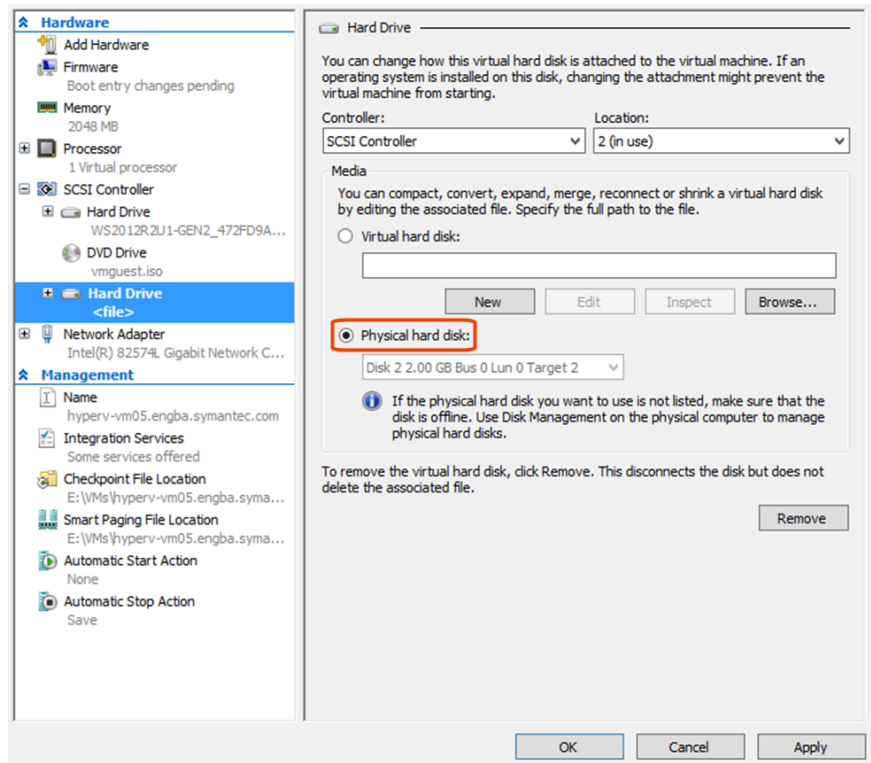 Hardware
Add Hardware
Firmware
Boot entry changes pending
Memory
2048 MB
Processor
1 Virtual processor
SCSI Controller
Hard Drive
WS2012R2U1-GEN2_472FD9A...
DVD Drive
vmguest.iso
Hard Drive
<file>
Network Adapter
Intel(R) 82574L Gigabit Network C...
Management
Name
hyperv-vm05.engba.symantec.com
Integration Services
Some services offered
Checkpoint File Location
E:\VMs\hyperv-vm05.engba.syma...
Smart Paging File Location
E:\VMs\hyperv-vm05.engba.syma...
Automatic Start Action
None
Automatic Stop Action
Save
Hard Drive
You can change how this virtual hard disk is attached to the virtual machine. If an
operating system is installed on this disk, changing the attachment might prevent the
virtual machine from starting.
Controller: Location:
SCSI Controller 2 (in use)
Media
You can compact, convert, expand, merge, reconnect or shrink a virtual hard disk
by editing the associated file. Specify the full path to the file.
Virtual hard disk:
New Edit Inspect Browse...
Physical hard disk:
Disk 2 2.00 GB Bus 0 Lun 0 Target 2
If the physical hard disk you want to use is not listed, make sure that the
disk is offline. Use Disk Management on the physical computer to manage
physical hard disks.
To remove the virtual hard disk, click Remove. This disconnects the disk but does not
delete the associated file.
Remove
OK Cancel Apply